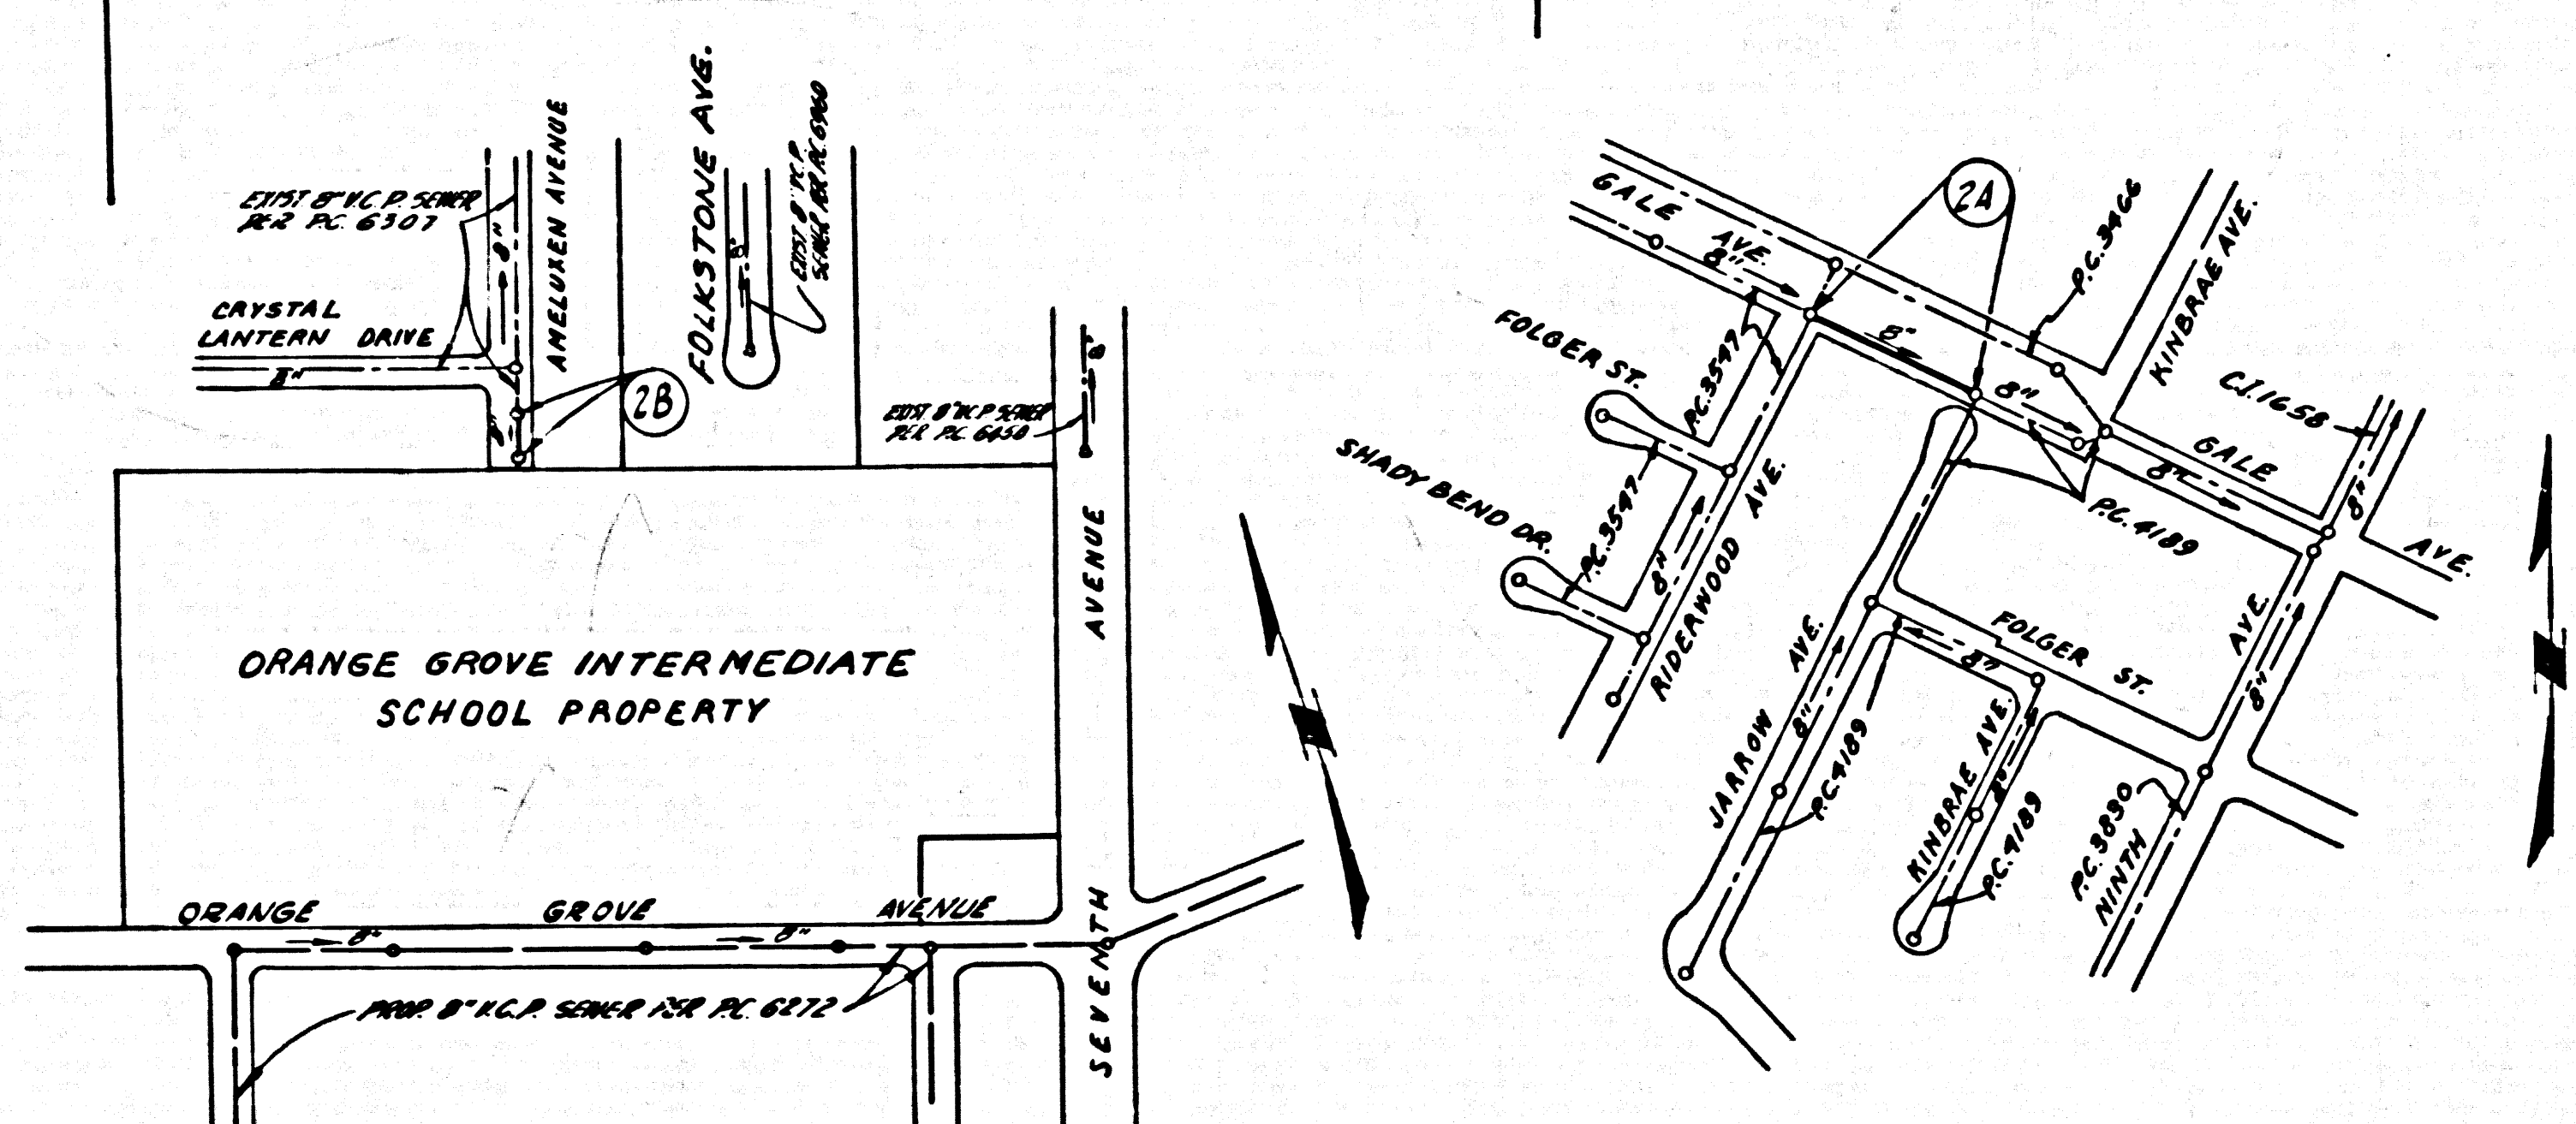 EXIST 8" V.C.P. SEWER
PER P.C. 6307
8"
AMELUXEN AVENUE
CRYSTAL
LANTERN DRIVE
8"
8"
2B
FOLKSTONE AVE.
8"
EXIST 8" V.C.P.
SEWER PER P.C. 6960
EXIST 8" V.C.P. SEWER
PER P.C. 6450
8"
ORANGE GROVE INTERMEDIATE
SCHOOL PROPERTY
SEVENTH AVENUE
ORANGE GROVE AVENUE
8"
8"
PROP. 8" V.C.P. SEWER PER P.C. 6272
N
2A
GALE AVE.
8"
P.C. 3466
KINBRAE AVE.
8"
8"
C.I. 1658
FOLGER ST.
P.C. 3547
SHADY BEND DR.
P.C. 3547
8"
RIDERWOOD AVE.
GALE AVE.
8"
8"
P.C. 4189
FOLGER ST.
8"
JARROW AVE.
8"
P.C. 4189
KINBRAE AVE.
8"
P.C. 4189
P.C. 3830
NINTH AVE.
8"
N